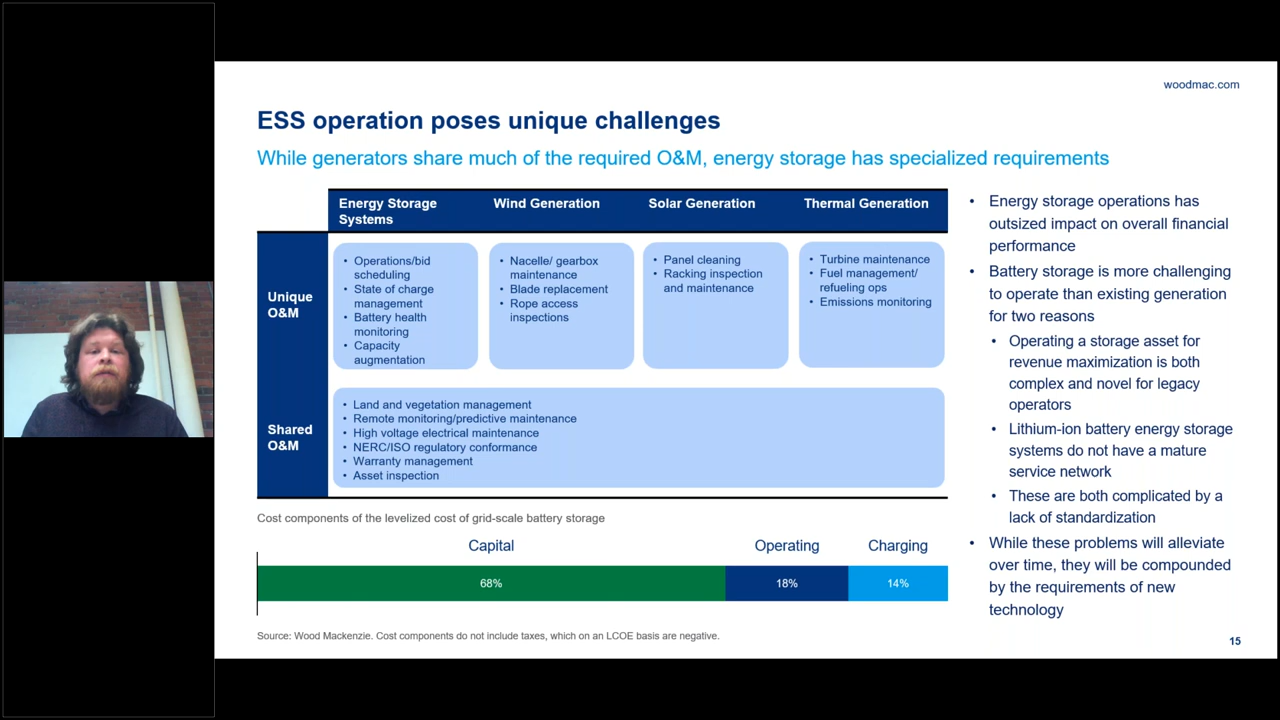 woodmac.com
ESS operation poses unique challenges
While generators share much of the required O&M, energy storage has specialized requirements
Energy Storage
Systems
Wind Generation
Solar Generation
Thermal Generation
Unique
O&M
• Operations/bid
scheduling
• State of charge
management
• Battery health
monitoring
• Capacity
augmentation
• Nacelle/ gearbox
maintenance
• Blade replacement
• Rope access
inspections
• Panel cleaning
• Racking inspection
and maintenance
• Turbine maintenance
• Fuel management/
refueling ops
• Emissions monitoring
Shared
O&M
• Land and vegetation management
• Remote monitoring/predictive maintenance
• High voltage electrical maintenance
• NERC/ISO regulatory conformance
• Warranty management
• Asset inspection
Cost components of the levelized cost of grid-scale battery storage
Capital
Operating
Charging
68%
18%
14%
Source: Wood Mackenzie. Cost components do not include taxes, which on an LCOE basis are negative.
• Energy storage operations has
outsized impact on overall financial
performance
• Battery storage is more challenging
to operate than existing generation
for two reasons
• Operating a storage asset for
revenue maximization is both
complex and novel for legacy
operators
• Lithium-ion battery energy storage
systems do not have a mature
service network
• These are both complicated by a
lack of standardization
• While these problems will alleviate
over time, they will be compounded
by the requirements of new
technology
15